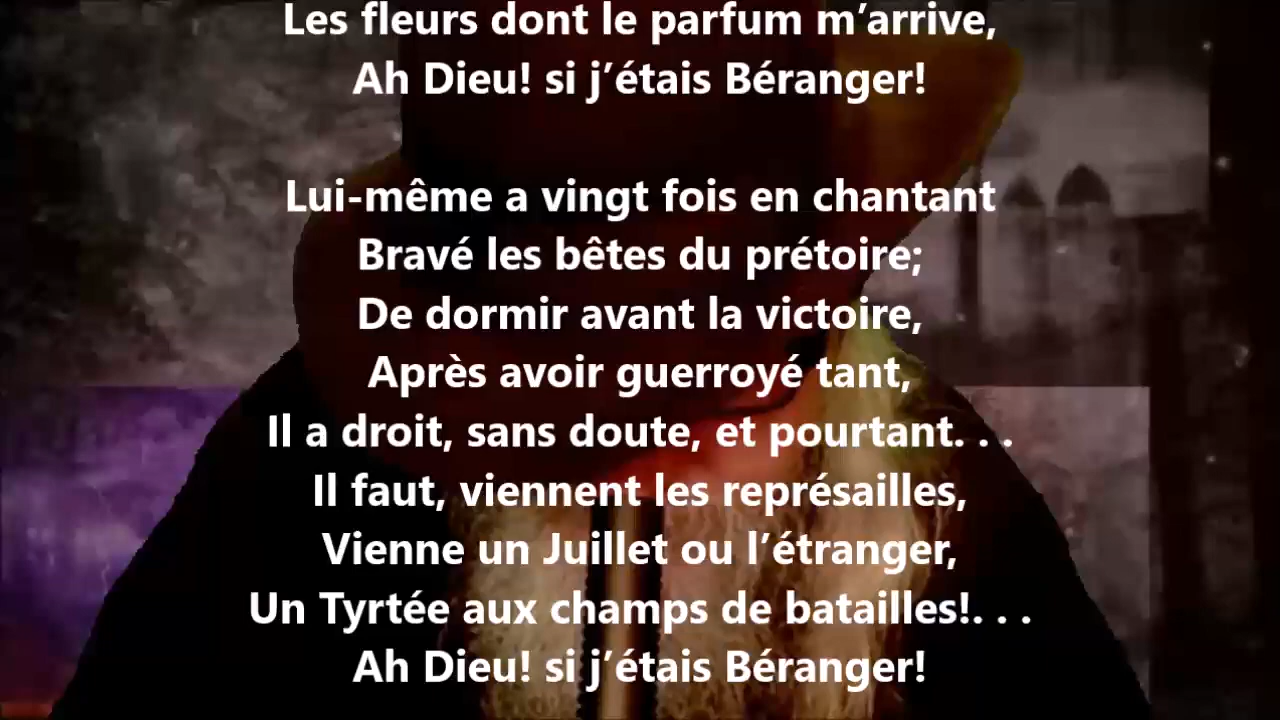 Les fleurs dont le parfum m’arrive,
Ah Dieu! si j’étais Béranger!
Lui-même a vingt fois en chantant
Bravé les bêtes du prétoire;
De dormir avant la victoire,
Après avoir guerroyé tant,
Il a droit, sans doute, et pourtant. . .
Il faut, viennent les représailles,
Vienne un Juillet ou l’étranger,
Un Tyrtée aux champs de batailles!. . .
Ah Dieu! si j’étais Béranger!